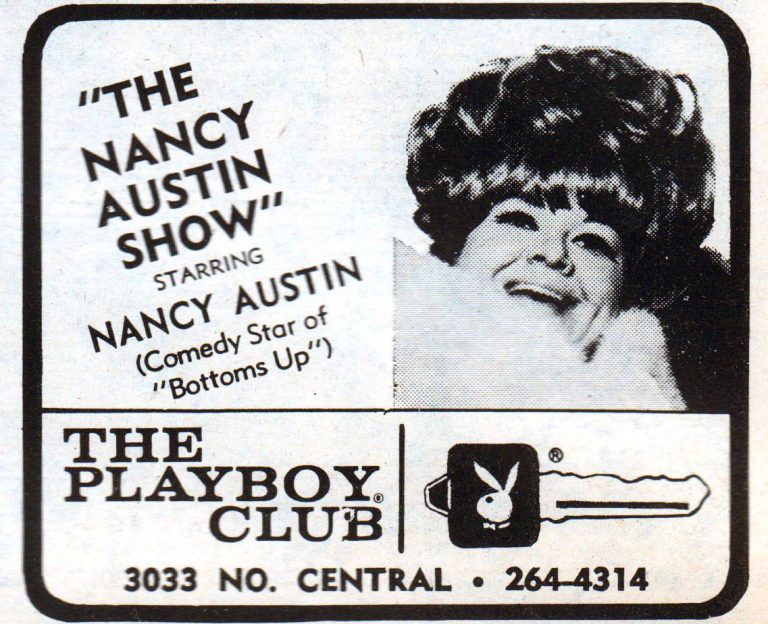 "THE
NANCY
AUSTIN
SHOW"
STARRING
NANCY AUSTIN
(Comedy Star of
"Bottoms Up")
THE
PLAYBOY®
CLUB
®
3033 NO. CENTRAL • 264-4314